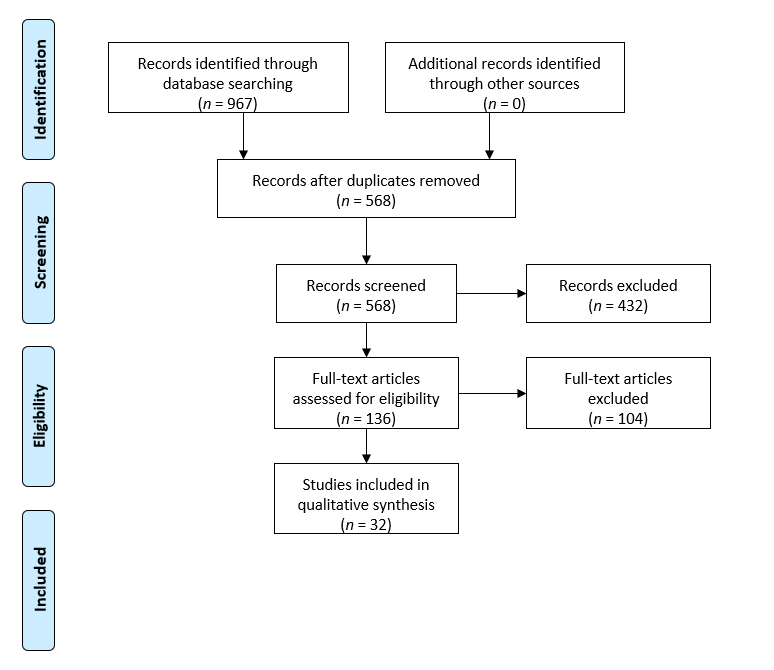 Identification
Records identified through
database searching
(n = 967)
Additional records identified
through other sources
(n = 0)
Records after duplicates removed
(n = 568)
Screening
Records screened
(n = 568)
Records excluded
(n = 432)
Eligibility
Full-text articles
assessed for eligibility
(n = 136)
Full-text articles
excluded
(n = 104)
Studies included in
qualitative synthesis
(n = 32)
Included